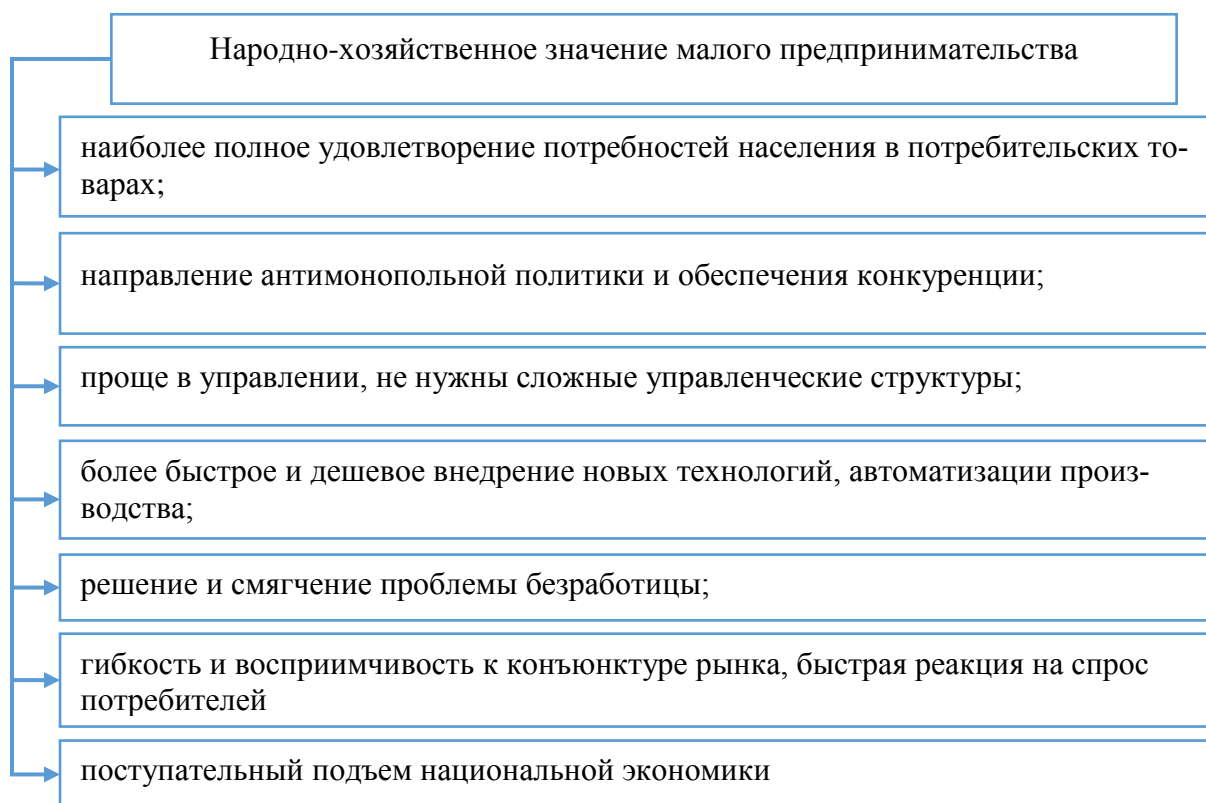 Народно-хозяйственное значение малого предпринимательства
наиболее полное удовлетворение потребностей населения в потребительских то-
варах;
направление антимонопольной политики и обеспечения конкуренции;
проще в управлении, не нужны сложные управленческие структуры;
более быстрое и дешевое внедрение новых технологий, автоматизации произ-
водства;
решение и смягчение проблемы безработицы;
гибкость и восприимчивость к конъюнктуре рынка, быстрая реакция на спрос
потребителей
поступательный подъем национальной экономики